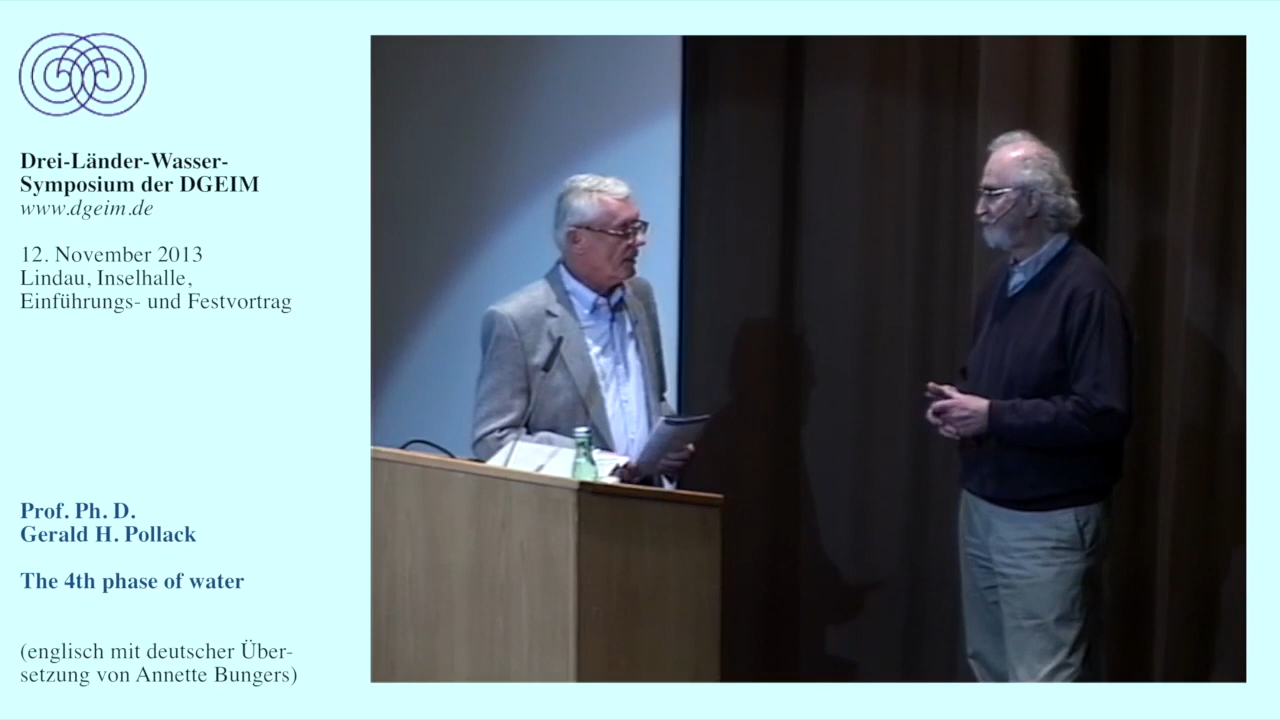 Drei-Länder-Wasser-
Symposium der DGEIM
www.dgeim.de
12. November 2013
Lindau, Inselhalle,
Einführungs- und Festvortrag
Prof. Ph. D.
Gerald H. Pollack
The 4th phase of water
(englisch mit deutscher Über-
setzung von Annette Bungers)